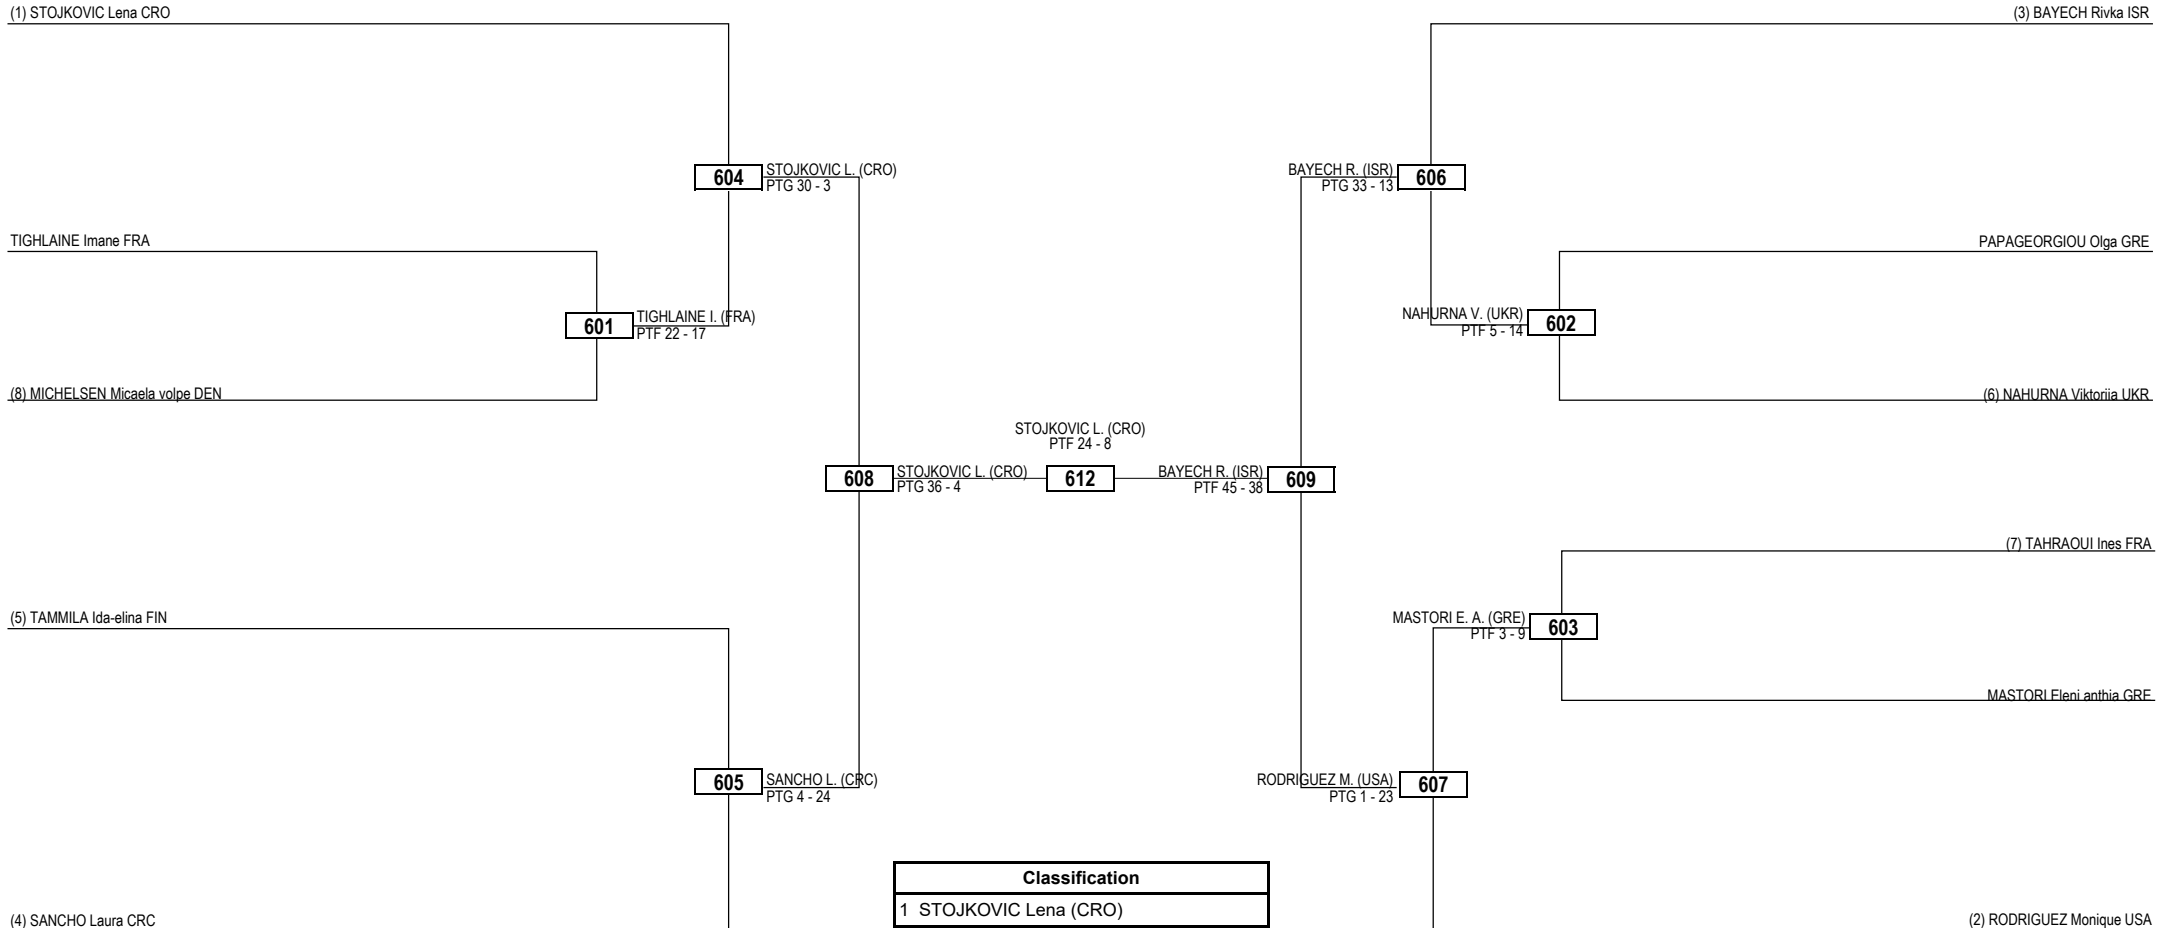 (1) STOJKOVIC Lena CRO
(3) BAYECH Rivka ISR
604
STOJKOVIC L. (CRO)
PTG 30 - 3
BAYECH R. (ISR)
PTG 33 - 13
606
TIGHLAINE Imane FRA
PAPAGEORGIOU Olga GRE
601
TIGHLAINE I. (FRA)
PTF 22 - 17
NAHURNA V. (UKR)
PTF 5 - 14
602
(8) MICHELSEN Micaela volpe DEN
(6) NAHURNA Viktoriia UKR
STOJKOVIC L. (CRO)
PTF 24 - 8
608
STOJKOVIC L. (CRO)
PTG 36 - 4
612
BAYECH R. (ISR)
PTF 45 - 38
609
(7) TAHRAOUI Ines FRA
(5) TAMMILA Ida-elina FIN
MASTORI E. A. (GRE)
PTF 3 - 9
603
MASTORI Eleni anthia GRE
605
SANCHO L. (CRC)
PTG 4 - 24
RODRIGUEZ M. (USA)
PTG 1 - 23
607
Classification
1 STOJKOVIC Lena (CRO)
(4) SANCHO Laura CRC
(2) RODRIGUEZ Monique USA